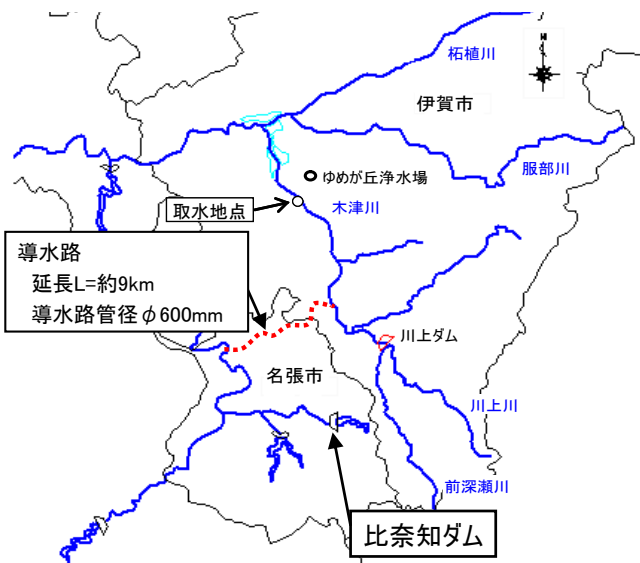 柘植川
N
伊賀市
服部川
ゆめが丘浄水場
取水地点
木津川
導水路
延長L=約9km
導水路管径φ600mm
川上ダム
名張市
川上川
前深瀬川
比奈知ダム